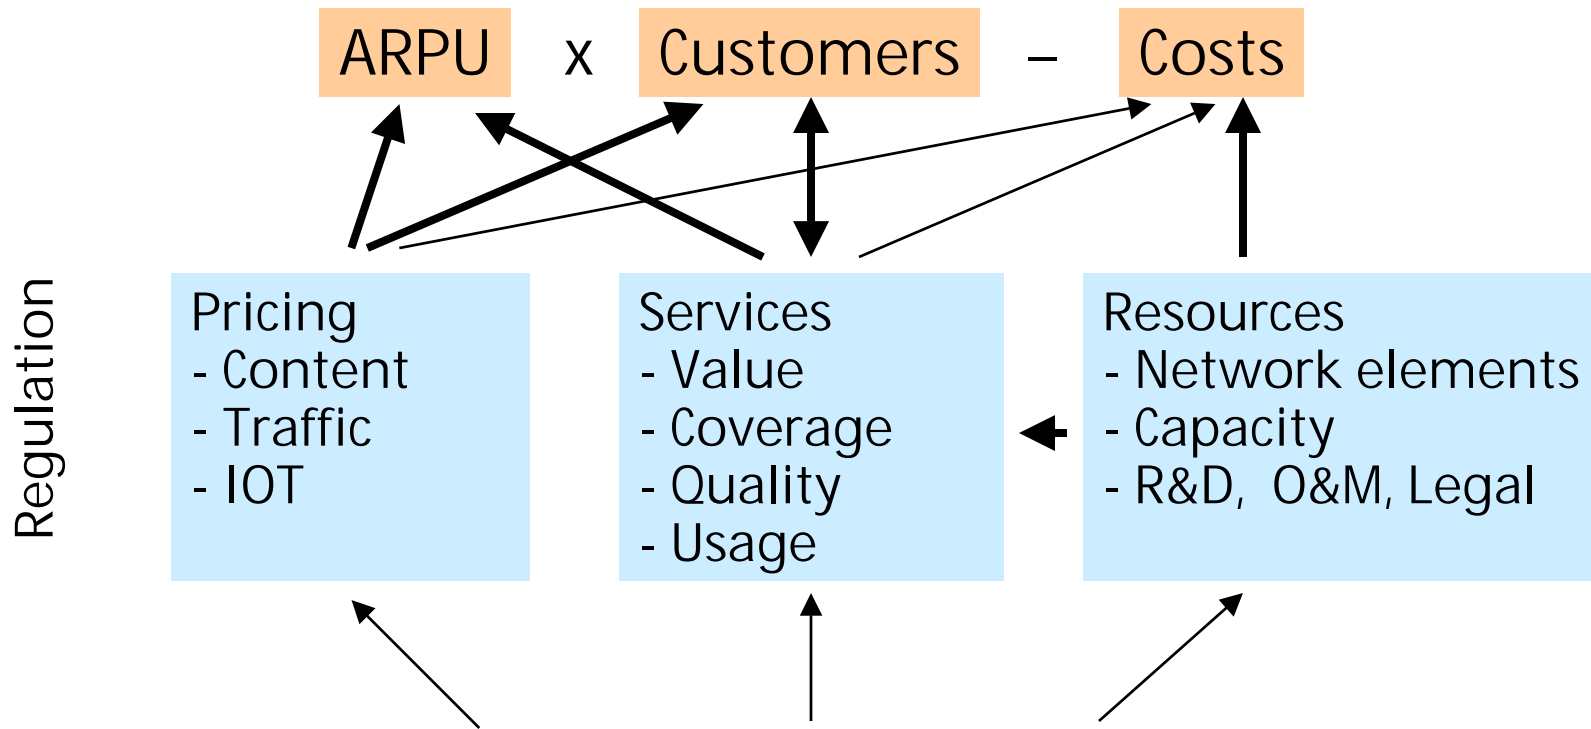 ARPU x Customers – Costs
Regulation
Pricing
- Content
- Traffic
- IOT
Services
- Value
- Coverage
- Quality
- Usage
Resources
- Network elements
- Capacity
- R&D, O&M, Legal